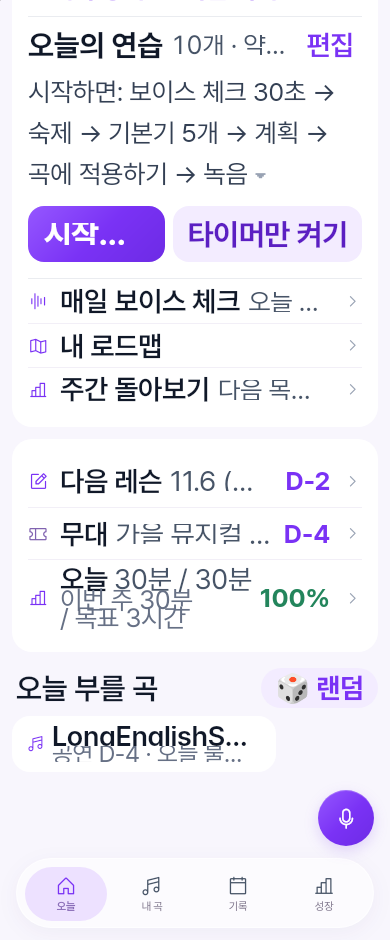 오늘의 연습 10개 · 약… 편집
시작하면: 보이스 체크 30초 →
숙제 → 기본기 5개 → 계획 →
곡에 적용하기 → 녹음
시작… 타이머만 켜기
매일 보이스 체크 오늘 …
내 로드맵
주간 돌아보기 다음 목…
다음 레슨 11.6 (… D-2
무대 가을 뮤지컬 … D-4
오늘 30분 / 30분 100%
이번 주 30분
/ 목표 3시간
오늘 부를 곡 🎲 랜덤
LongEnglishS…
공연 D-4 · 오늘 물…
오늘 내 곡 기록 성장